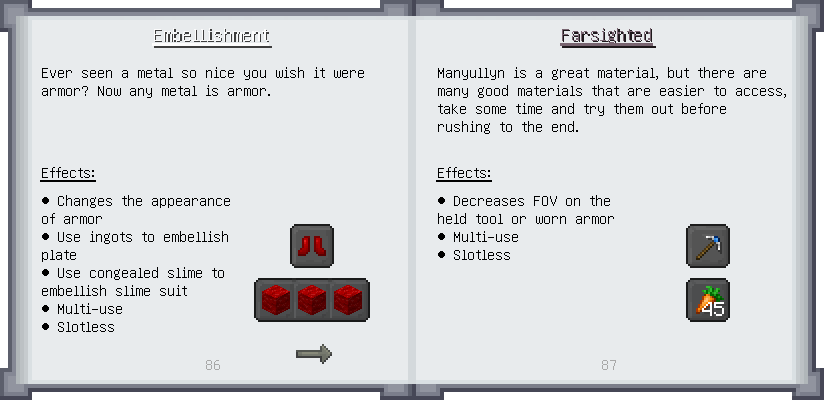 Embellishment
Ever seen a metal so nice you wish it were
armor? Now any metal is armor.
Effects:
• Changes the appearance
of armor
• Use ingots to embellish
plate
• Use congealed slime to
embellish slime suit
• Multi-use
• Slotless
86
Farsighted
Manyullyn is a great material, but there are
many good materials that are easier to access,
take some time and try them out before
rushing to the end.
Effects:
• Decreases FOV on the
held tool or worn armor
• Multi-use
• Slotless
45
87